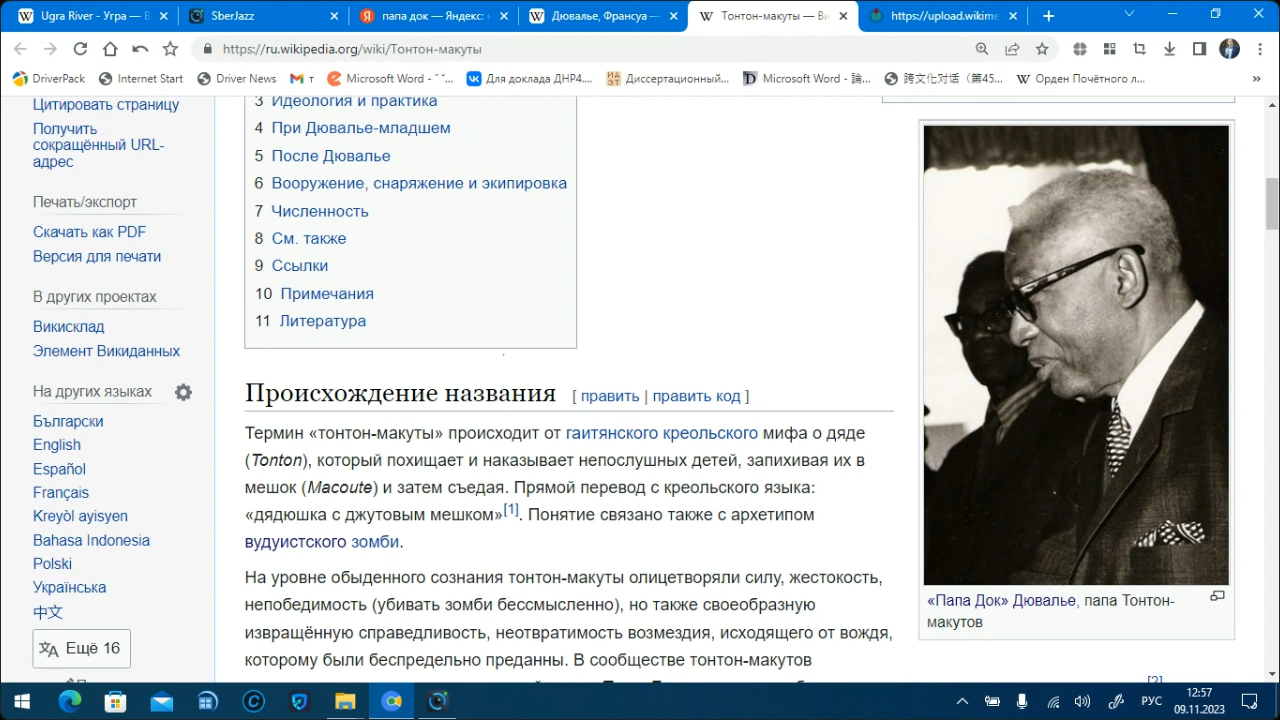 Ugra River - Угра — В
SberJazz
папа док — Яндекс:
Дювалье, Франсуа —
Тонтон-макуты — Ви
https://upload.wikime
https://ru.wikipedia.org/wiki/Тонтон-макуты
DriverPack
Internet Start
Driver News
т
Microsoft Word -
Для доклада ДНР4....
Диссертационный...
Microsoft Word - 論...
跨文化对话（第45...
Орден Почётного л...
»
Цитировать страницу
Получить
сокращённый URL-
адрес
Печать/экспорт
Скачать как PDF
Версия для печати
В других проектах
Викисклад
Элемент Викиданных
На других языках
Български
English
Español
Français
Kreyòl ayisyen
Bahasa Indonesia
Polski
Українська
中文
Ещё 16
3 Идеология и практика
4 При Дювалье-младшем
5 После Дювалье
6 Вооружение, снаряжение и экипировка
7 Численность
8 См. также
9 Ссылки
10 Примечания
11 Литература
Происхождение названия [ править | править код ]
Термин «тонтон-макуты» происходит от гаитянского креольского мифа о дяде
(Tonton), который похищает и наказывает непослушных детей, запихивая их в
мешок (Macoute) и затем съедая. Прямой перевод с креольского языка:
«дядюшка с джутовым мешком»[1]. Понятие связано также с архетипом
вудуистского зомби.
На уровне обыденного сознания тонтон-макуты олицетворяли силу, жестокость,
непобедимость (убивать зомби бессмысленно), но также своеобразную
извращённую справедливость, неотвратимость возмездия, исходящего от вождя,
которому были беспредельно преданны. В сообществе тонтон-макутов
«Папа Док» Дювалье, папа Тонтон-
макутов
[2]
РУС
12:57
09.11.2023